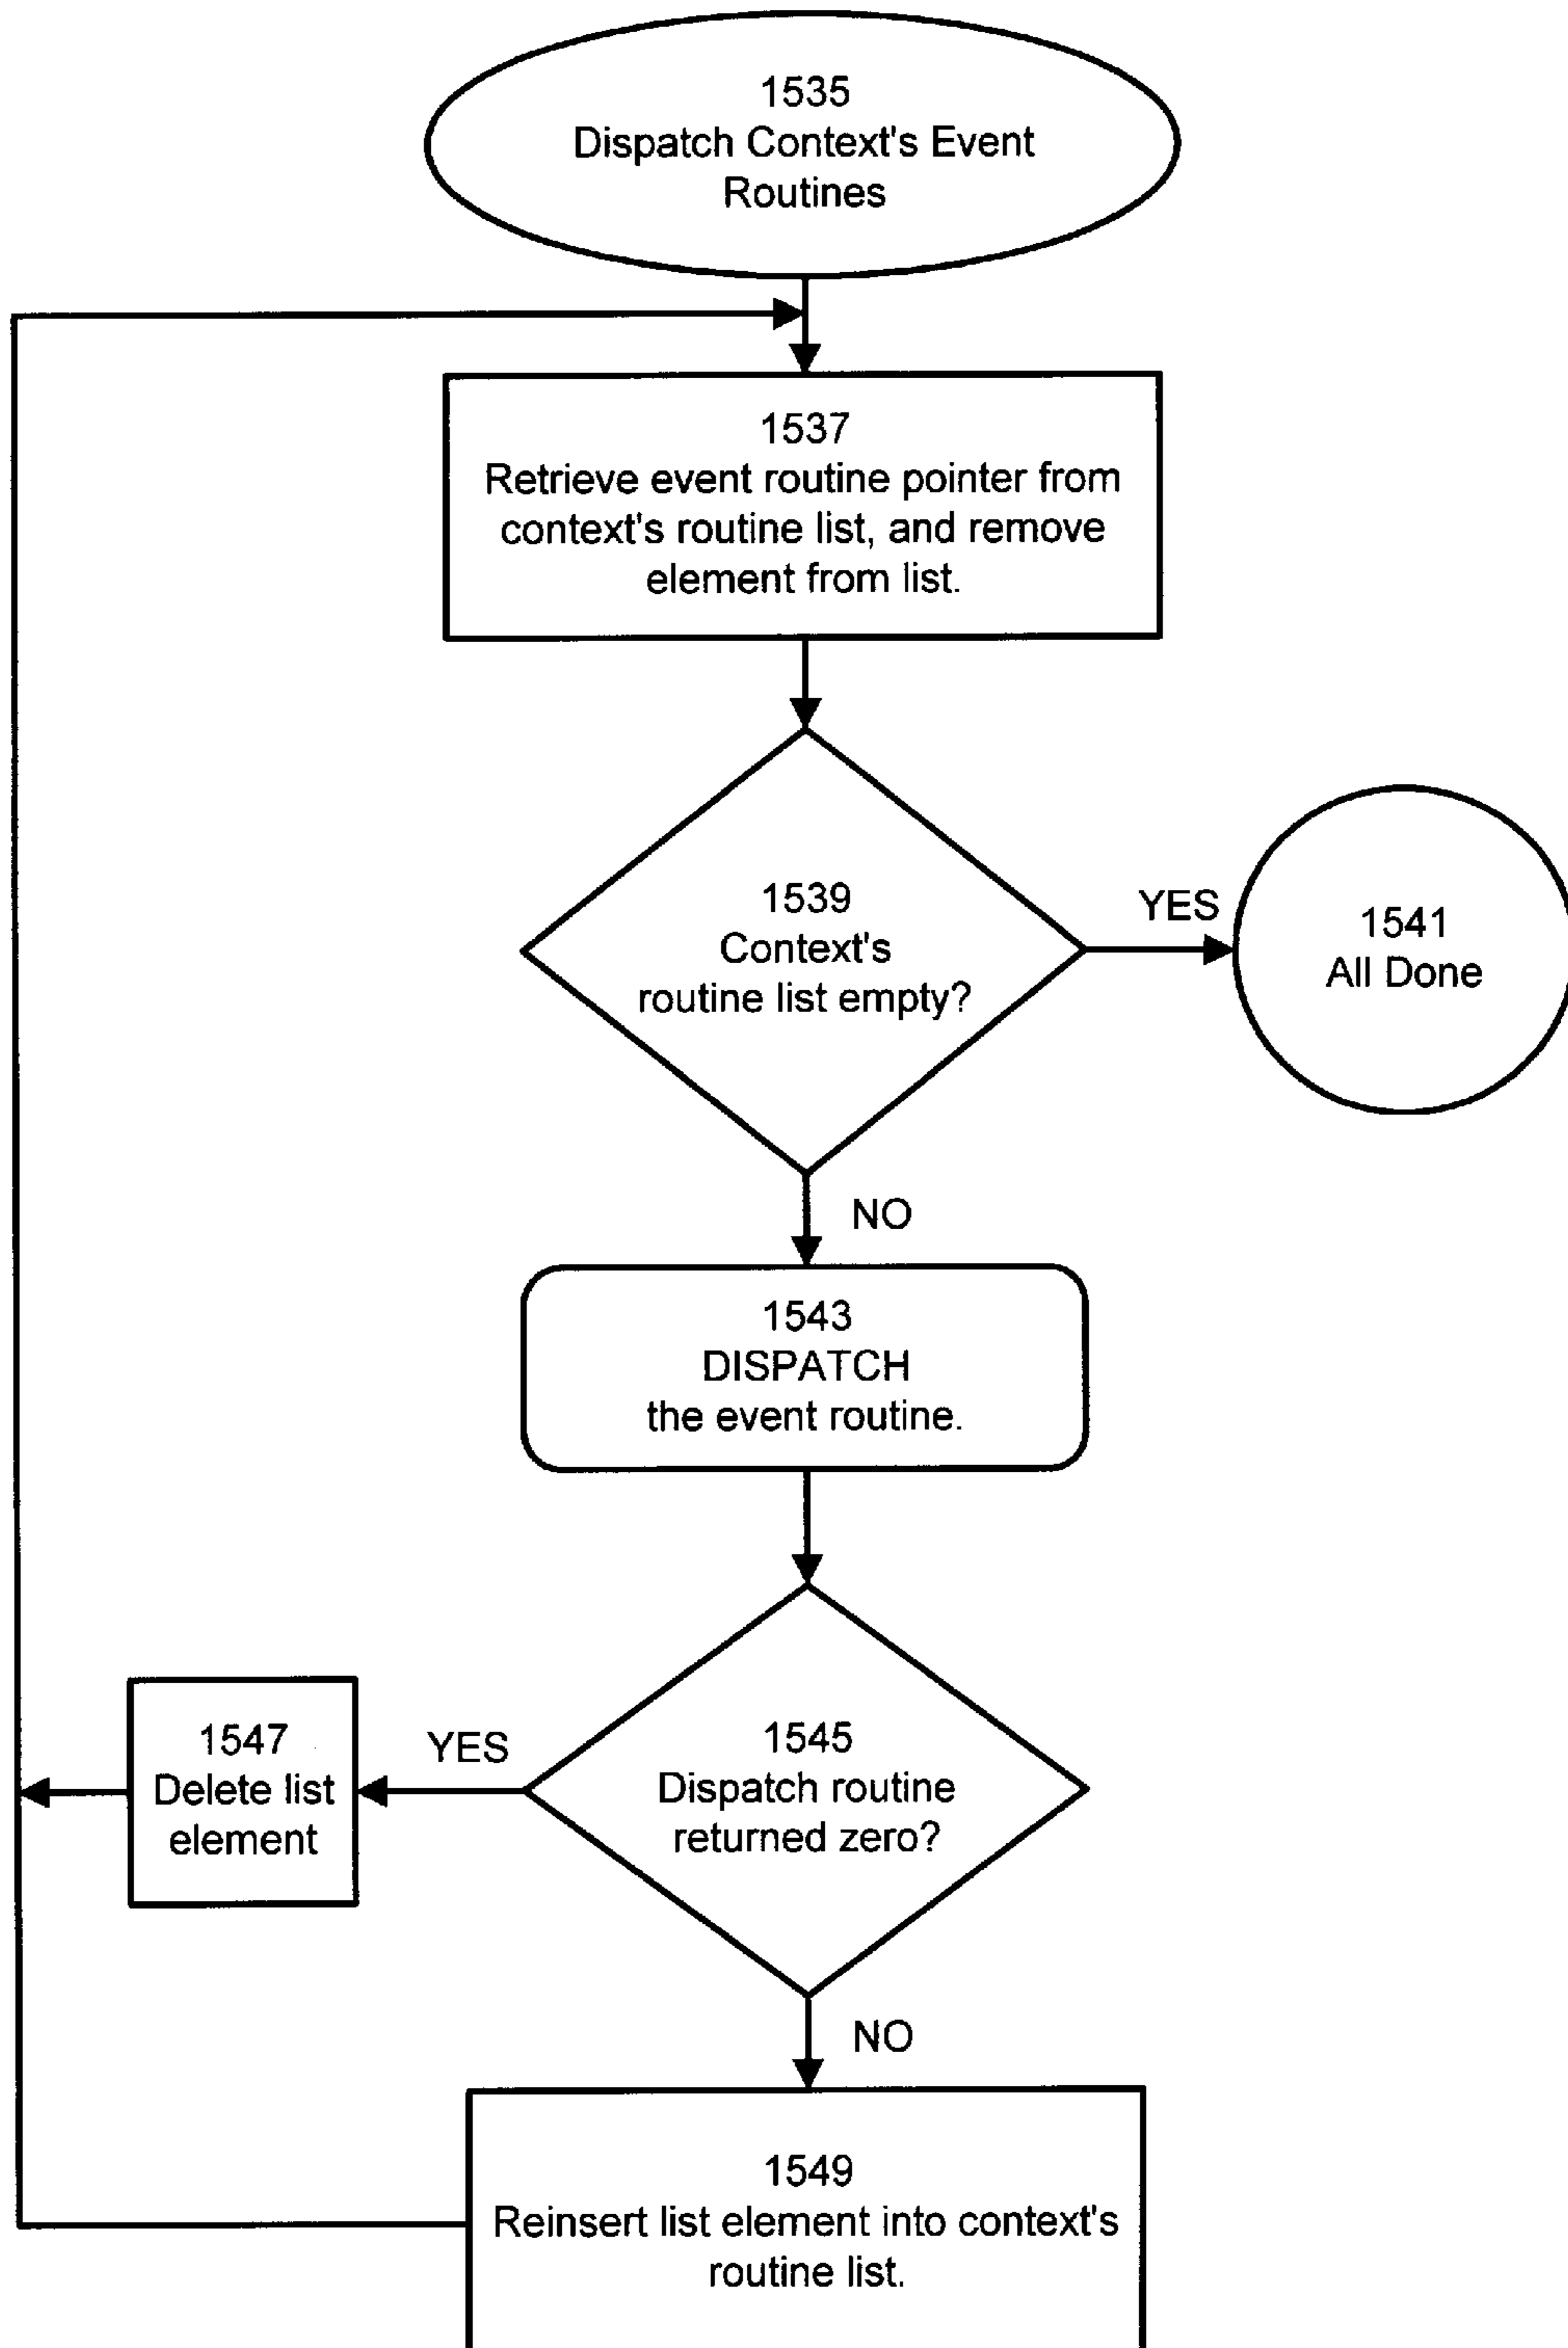 1535
Dispatch Context's Event
Routines
1537
Retrieve event routine pointer from
context's routine list, and remove
element from list.
1539
Context's
routine list empty?
YES
1541
All Done
NO
1543
DISPATCH
the event routine.
1545
Dispatch routine
returned zero?
YES
1547
Delete list
element
NO
1549
Reinsert list element into context's
routine list.